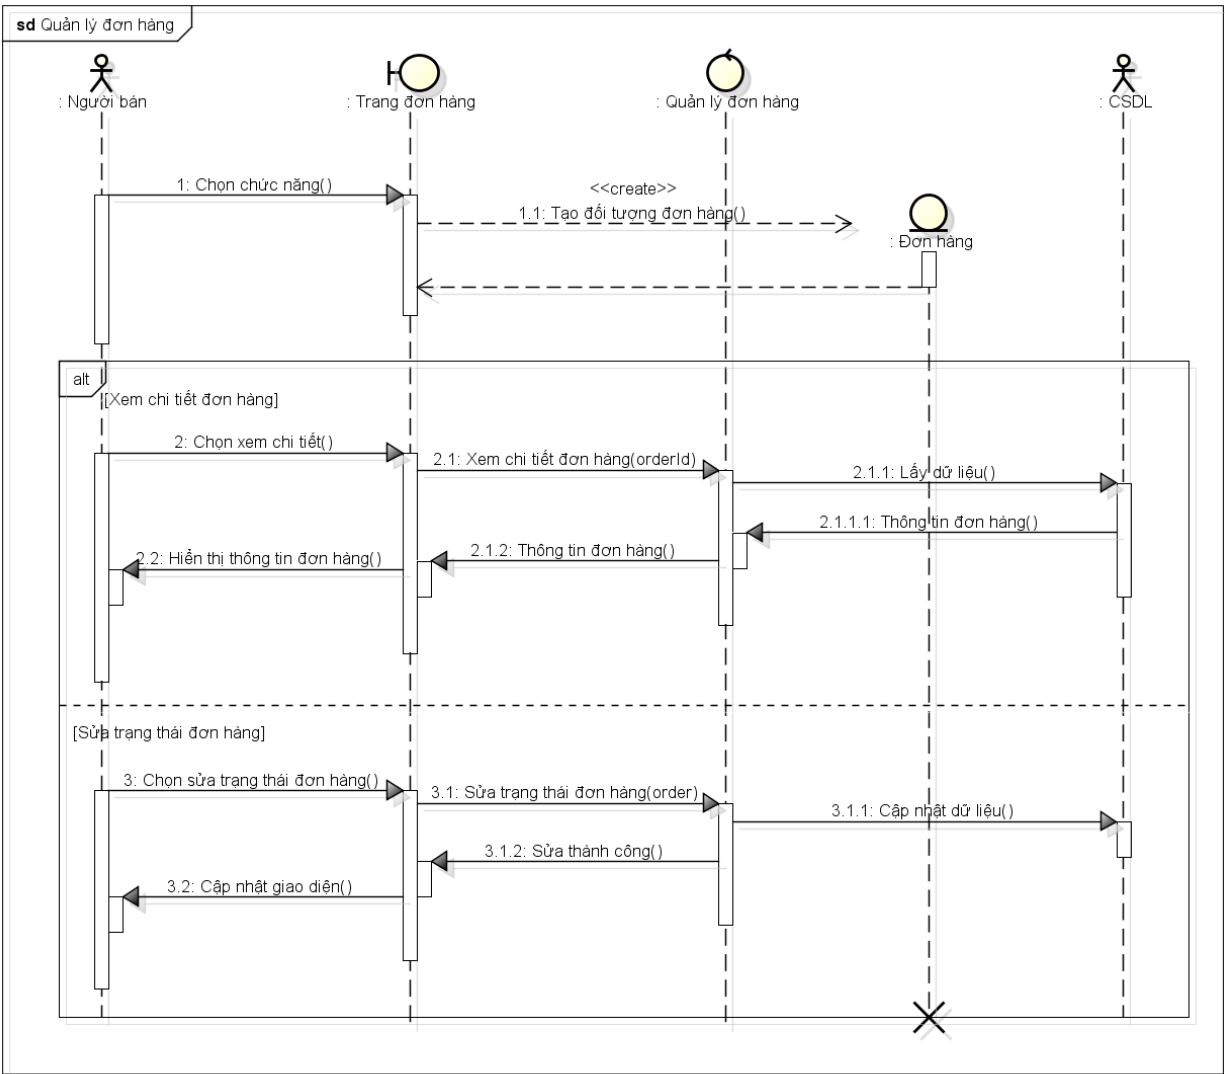 sd Quản lý đơn hàng
: Người bán
: Trang đơn hàng
: Quản lý đơn hàng
: CSDL
1: Chọn chức năng()
<<create>>
1.1: Tạo đối tượng đơn hàng()
: Đơn hàng
alt
[Xem chi tiết đơn hàng]
2: Chọn xem chi tiết()
2.1: Xem chi tiết đơn hàng(orderId)
2.1.1: Lấy dữ liệu()
2.1.1.1: Thông tin đơn hàng()
2.1.2: Thông tin đơn hàng()
2.2: Hiển thị thông tin đơn hàng()
[Sửa trạng thái đơn hàng]
3: Chọn sửa trạng thái đơn hàng()
3.1: Sửa trạng thái đơn hàng(order)
3.1.1: Cập nhật dữ liệu()
3.1.2: Sửa thành công()
3.2: Cập nhật giao diện()